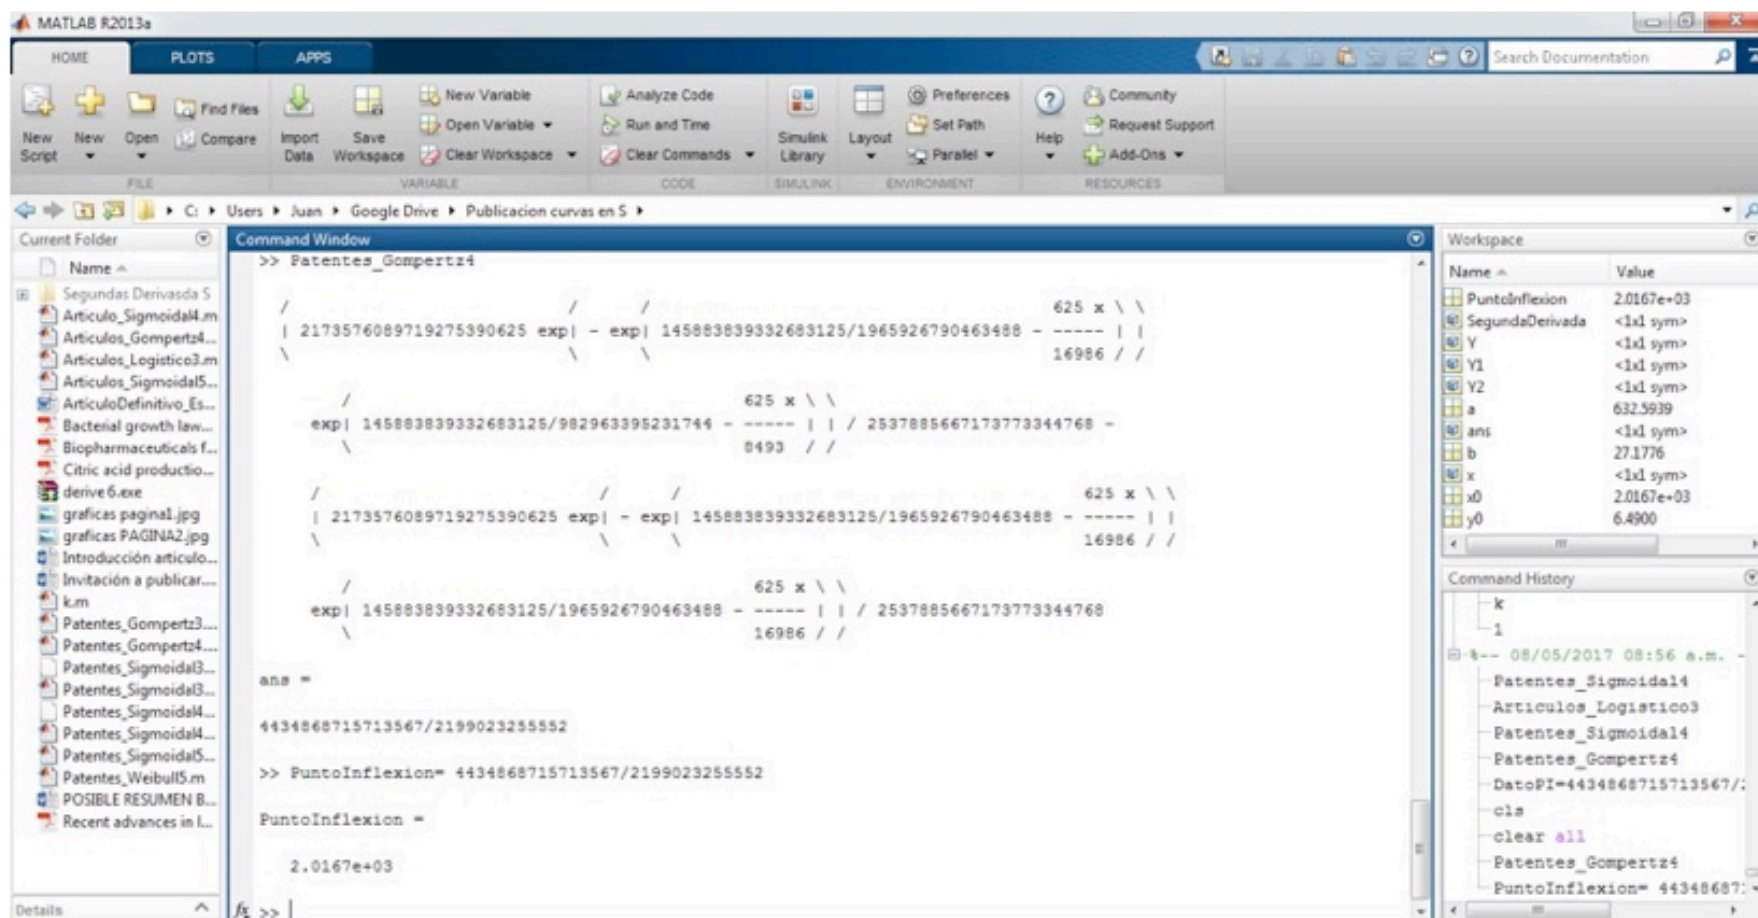 MATLAB R2013a
HOME PLOTS APPS Search Documentation
New Script New Open Find Files Compare Import Data Save Workspace New Variable Open Variable Clear Workspace Analyze Code Run and Time Clear Commands Simulink Library Layout Preferences Set Path Parallel Help Community Request Support Add-Ons
FILE VARIABLE CODE SIMULINK ENVIRONMENT RESOURCES
C: Users Juan Google Drive Publicacion curvas en S
Current Folder
Name
Segundas Derivasda S
Articulo_Sigmoidal4.m
Articulos_Gompertz4...
Articulos_Logistico3.m
Articulos_Sigmoidal5...
ArticuloDefinitivo_Es...
Bacterial growth law...
Biopharmaceuticals f...
Citric acid productio...
derive 6.exe
graficas pagina1.jpg
graficas PAGINA2.jpg
Introducción articulo...
Invitación a publicar....
k.m
Patentes_Gompertz3....
Patentes_Gompertz4....
Patentes_Sigmoidal3...
Patentes_Sigmoidal3...
Patentes_Sigmoidal4...
Patentes_Sigmoidal4...
Patentes_Sigmoidal5...
Patentes_Weibull5.m
POSIBLE RESUMEN B...
Recent advances in l...
Details
Command Window
>> Patentes_Gompertz4
/ / / 625 x \ \
| 2173576089719275390625 exp| - exp| 145883839332683125/1965926790463488 - ----- | |
\ \ \ 16986 / /
/ 625 x \ \
exp| 145883839332683125/982963395231744 - ----- | | / 2537885667173773344768 -
\ 8493 / /
/ / / 625 x \ \
| 2173576089719275390625 exp| - exp| 145883839332683125/1965926790463488 - ----- | |
\ \ \ 16986 / /
/ 625 x \ \
exp| 145883839332683125/1965926790463488 - ----- | | / 2537885667173773344768
\ 16986 / /
ans =
4434868715713567/2199023255552
>> PuntoInflexion= 4434868715713567/2199023255552
PuntoInflexion =
2.0167e+03
fx >>
Workspace
Name Value
PuntoInflexion 2.0167e+03
SegundaDerivada <1x1 sym>
Y <1x1 sym>
Y1 <1x1 sym>
Y2 <1x1 sym>
a 632.5939
ans <1x1 sym>
b 27.1776
x <1x1 sym>
x0 2.0167e+03
y0 6.4900
Command History
k
1
%-- 08/05/2017 08:56 a.m. -
Patentes_Sigmoidal4
Articulos_Logistico3
Patentes_Sigmoidal4
Patentes_Gompertz4
DatoPI=4434868715713567/2
cls
clear all
Patentes_Gompertz4
PuntoInflexion= 44348687